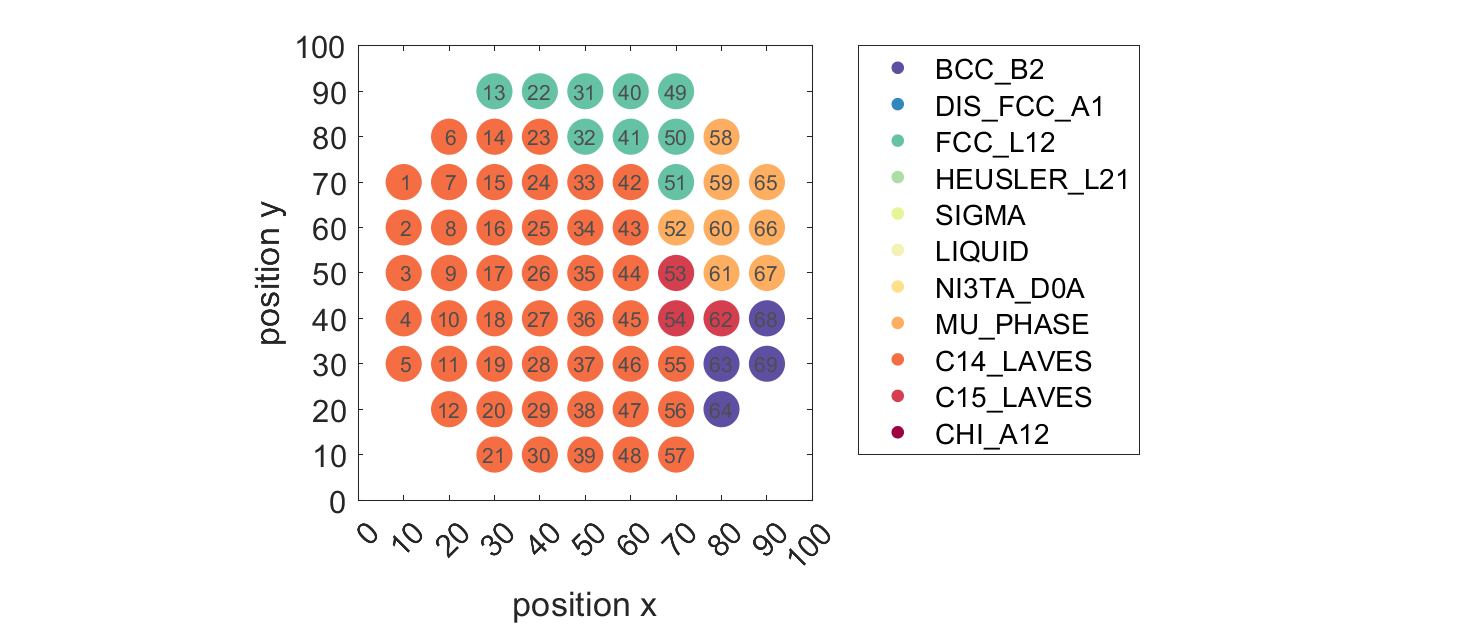 100
90
80
70
60
50
40
30
20
10
0
position y
13 22 31 40 49
6 14 23 32 41 50 58
1 7 15 24 33 42 51 59 65
2 8 16 25 34 43 52 60 66
3 9 17 26 35 44 53 61 67
4 10 18 27 36 45 54 62 68
5 11 19 28 37 46 55 63 69
12 20 29 38 47 56 64
21 30 39 48 57
0 10 20 30 40 50 60 70 80 90 100
position x
BCC_B2
DIS_FCC_A1
FCC_L12
HEUSLER_L21
SIGMA
LIQUID
NI3TA_D0A
MU_PHASE
C14_LAVES
C15_LAVES
CHI_A12